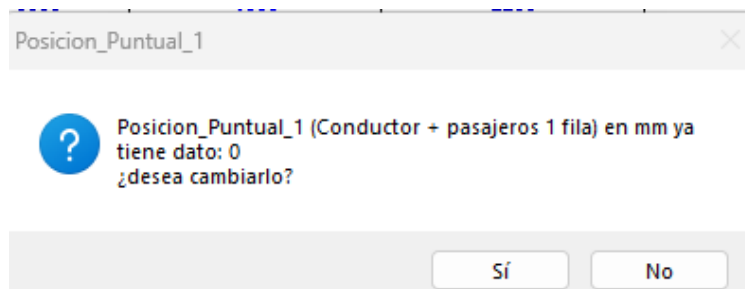 Posicion_Puntual_1
Posicion_Puntual_1 (Conductor + pasajeros 1 fila) en mm ya
tiene dato: 0
¿desea cambiarlo?
Sí
No